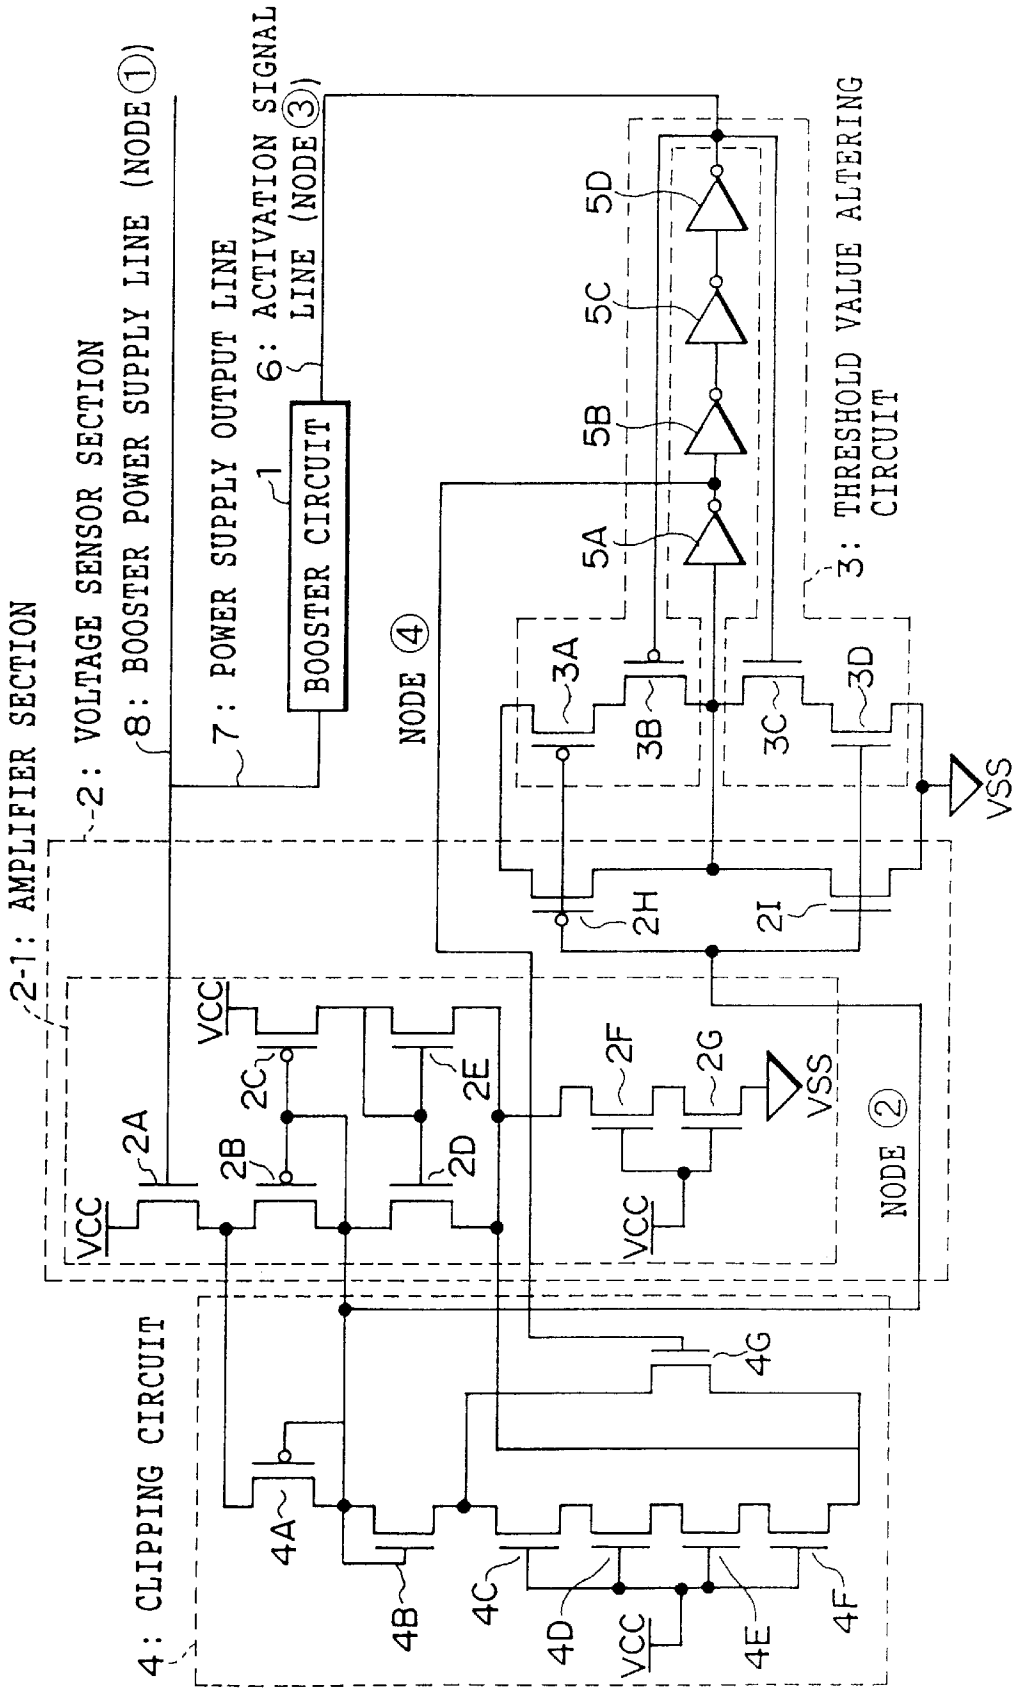 2-1: AMPLIFIER SECTION
2: VOLTAGE SENSOR SECTION
8: BOOSTER POWER SUPPLY LINE (NODE ①)
7: POWER SUPPLY OUTPUT LINE
6: ACTIVATION SIGNAL
LINE (NODE ③)
1
BOOSTER CIRCUIT
4: CLIPPING CIRCUIT
VCC
2A
2B
2C
VCC
2D
2E
2F
2G
VCC
VSS
NODE ②
NODE ④
4A
4B
4C
4D
4E
4F
4G
VCC
2H
2I
3A
3B
3C
3D
VSS
5A
5B
5C
5D
3: THRESHOLD VALUE ALTERING
CIRCUIT